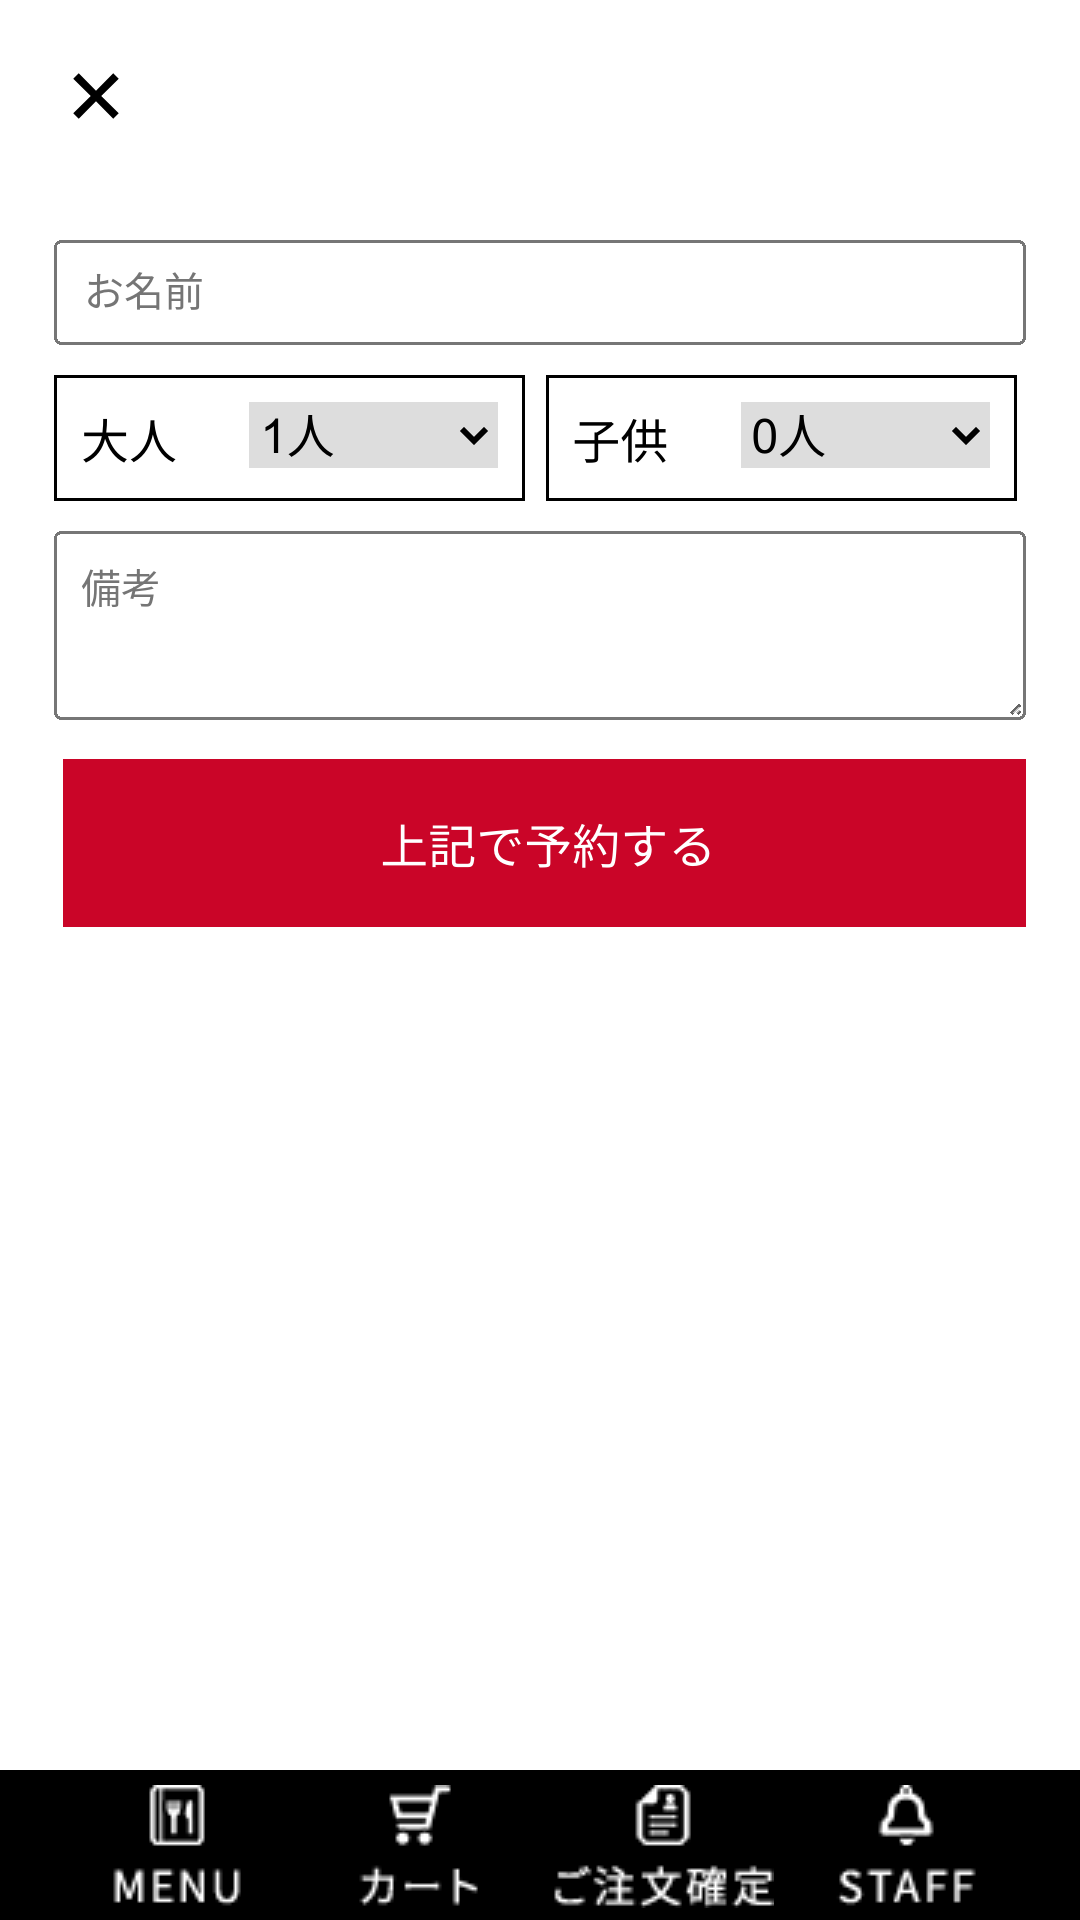 お名前
大人 1人 子供 0人
備考
上記で予約する
MENU カート ご注文確定 STAFF